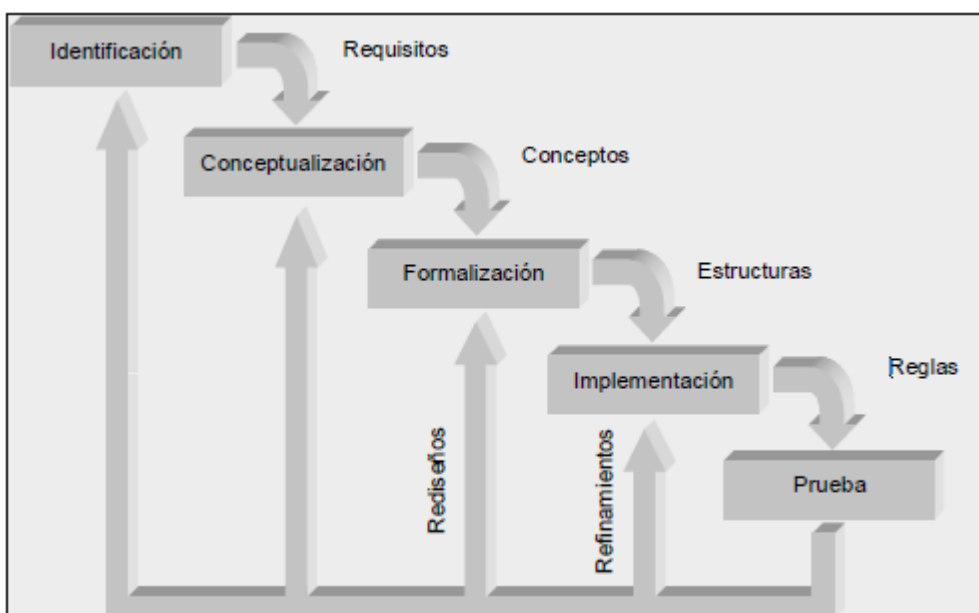 Identificación
Requisitos
Conceptualización
Conceptos
Formalización
Estructuras
Implementación
Reglas
Prueba
Rediseños
Refinamientos